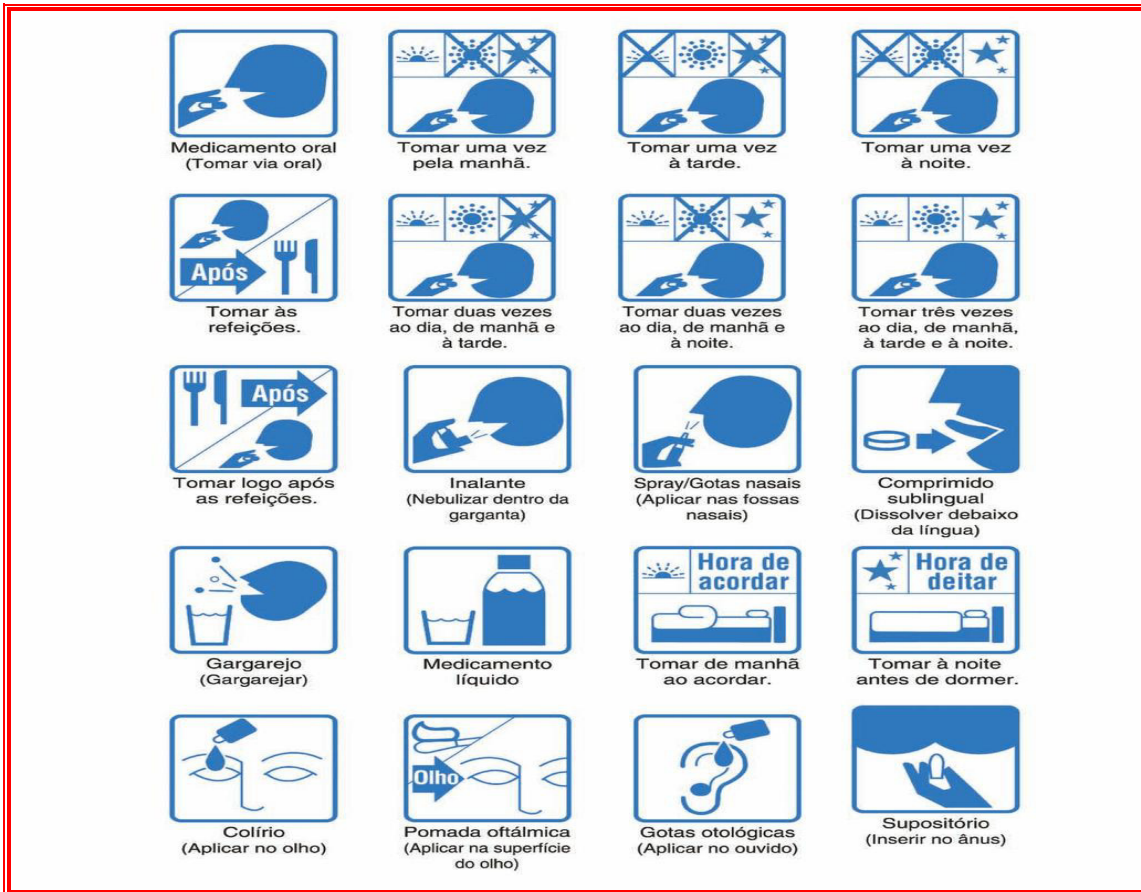 Medicamento oral
(Tomar via oral)
Tomar uma vez
pela manhã.
Tomar uma vez
à tarde.
Tomar uma vez
à noite.
Após
Tomar às
refeições.
Tomar duas vezes
ao dia, de manhã e
à tarde.
Tomar duas vezes
ao dia, de manhã e
à noite.
Tomar três vezes
ao dia, de manhã,
à tarde e à noite.
Após
Tomar logo após
as refeições.
Inalante
(Nebulizar dentro da
garganta)
Spray/Gotas nasais
(Aplicar nas fossas
nasais)
Comprimido
sublingual
(Dissolver debaixo
da língua)
Gargarejo
(Gargarejar)
Medicamento
líquido
Hora de
acordar
Tomar de manhã
ao acordar.
Hora de
deitar
Tomar à noite
antes de dormer.
Colírio
(Aplicar no olho)
Olho
Pomada oftálmica
(Aplicar na superfície
do olho)
Gotas otológicas
(Aplicar no ouvido)
Supositório
(Inserir no ânus)